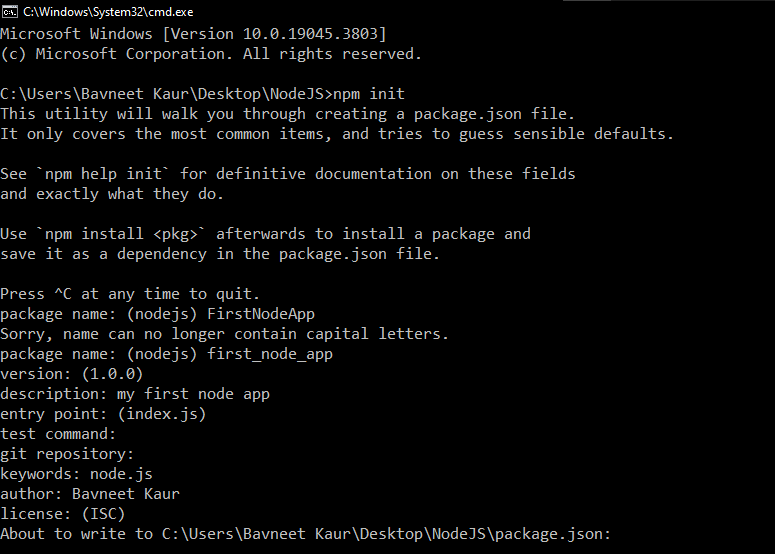 C:\Windows\System32\cmd.exe
Microsoft Windows [Version 10.0.19045.3803]
(c) Microsoft Corporation. All rights reserved.
C:\Users\Bavneet Kaur\Desktop\NodeJS>npm init
This utility will walk you through creating a package.json file.
It only covers the most common items, and tries to guess sensible defaults.
See `npm help init` for definitive documentation on these fields
and exactly what they do.
Use `npm install <pkg>` afterwards to install a package and
save it as a dependency in the package.json file.
Press ^C at any time to quit.
package name: (nodejs) FirstNodeApp
Sorry, name can no longer contain capital letters.
package name: (nodejs) first_node_app
version: (1.0.0)
description: my first node app
entry point: (index.js)
test command:
git repository:
keywords: node.js
author: Bavneet Kaur
license: (ISC)
About to write to C:\Users\Bavneet Kaur\Desktop\NodeJS\package.json: